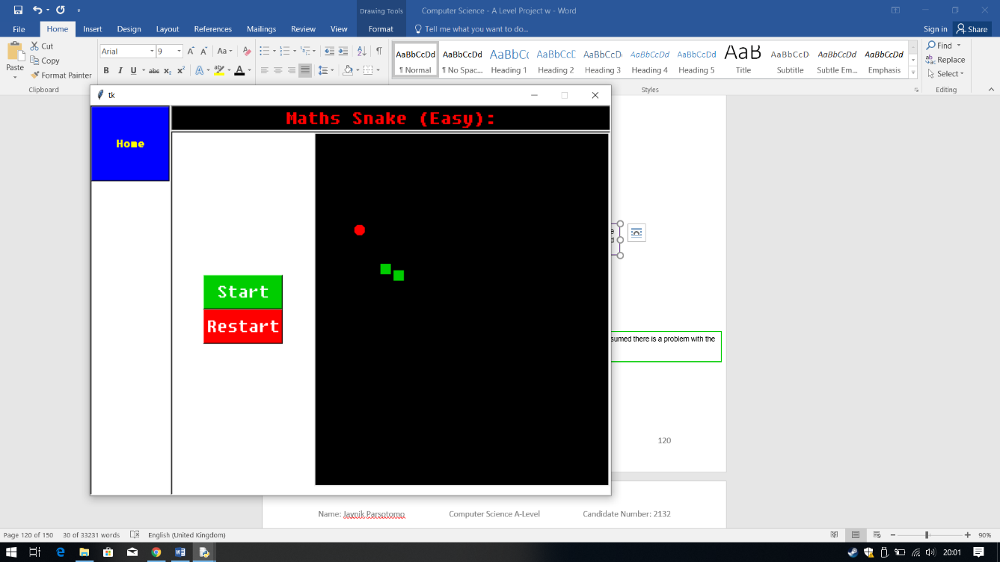 Drawing Tools
Computer Science - A Level Project w - Word
File Home Insert Design Layout References Mailings Review View Format Tell me what you want to do... Sign in Share
Paste
Cut
Copy
Format Painter
Clipboard
Arial 9
Aa
B I U abc x₂ x² A A
AaBbCcDd
¶ Normal
AaBbCcDd
¶ No Spac...
AaBbC
Heading 1
AaBbCcD
Heading 2
AaBbCcD
Heading 3
AaBbCcDd
Heading 4
AaBbCcDd
Heading 5
AaB
Title
AaBbCcD
Subtitle
AaBbCcDd
Subtle Em...
AaBbCcDd
Emphasis
Styles
Find
Replace
Select
Editing
tk
Home
Maths Snake (Easy):
Start
Restart
e
d
sumed there is a problem with the
120
Name: Jaynik Parsotomo Computer Science A-Level Candidate Number: 2132
Page 120 of 150 30 of 33231 words English (United Kingdom) 90%
20:01